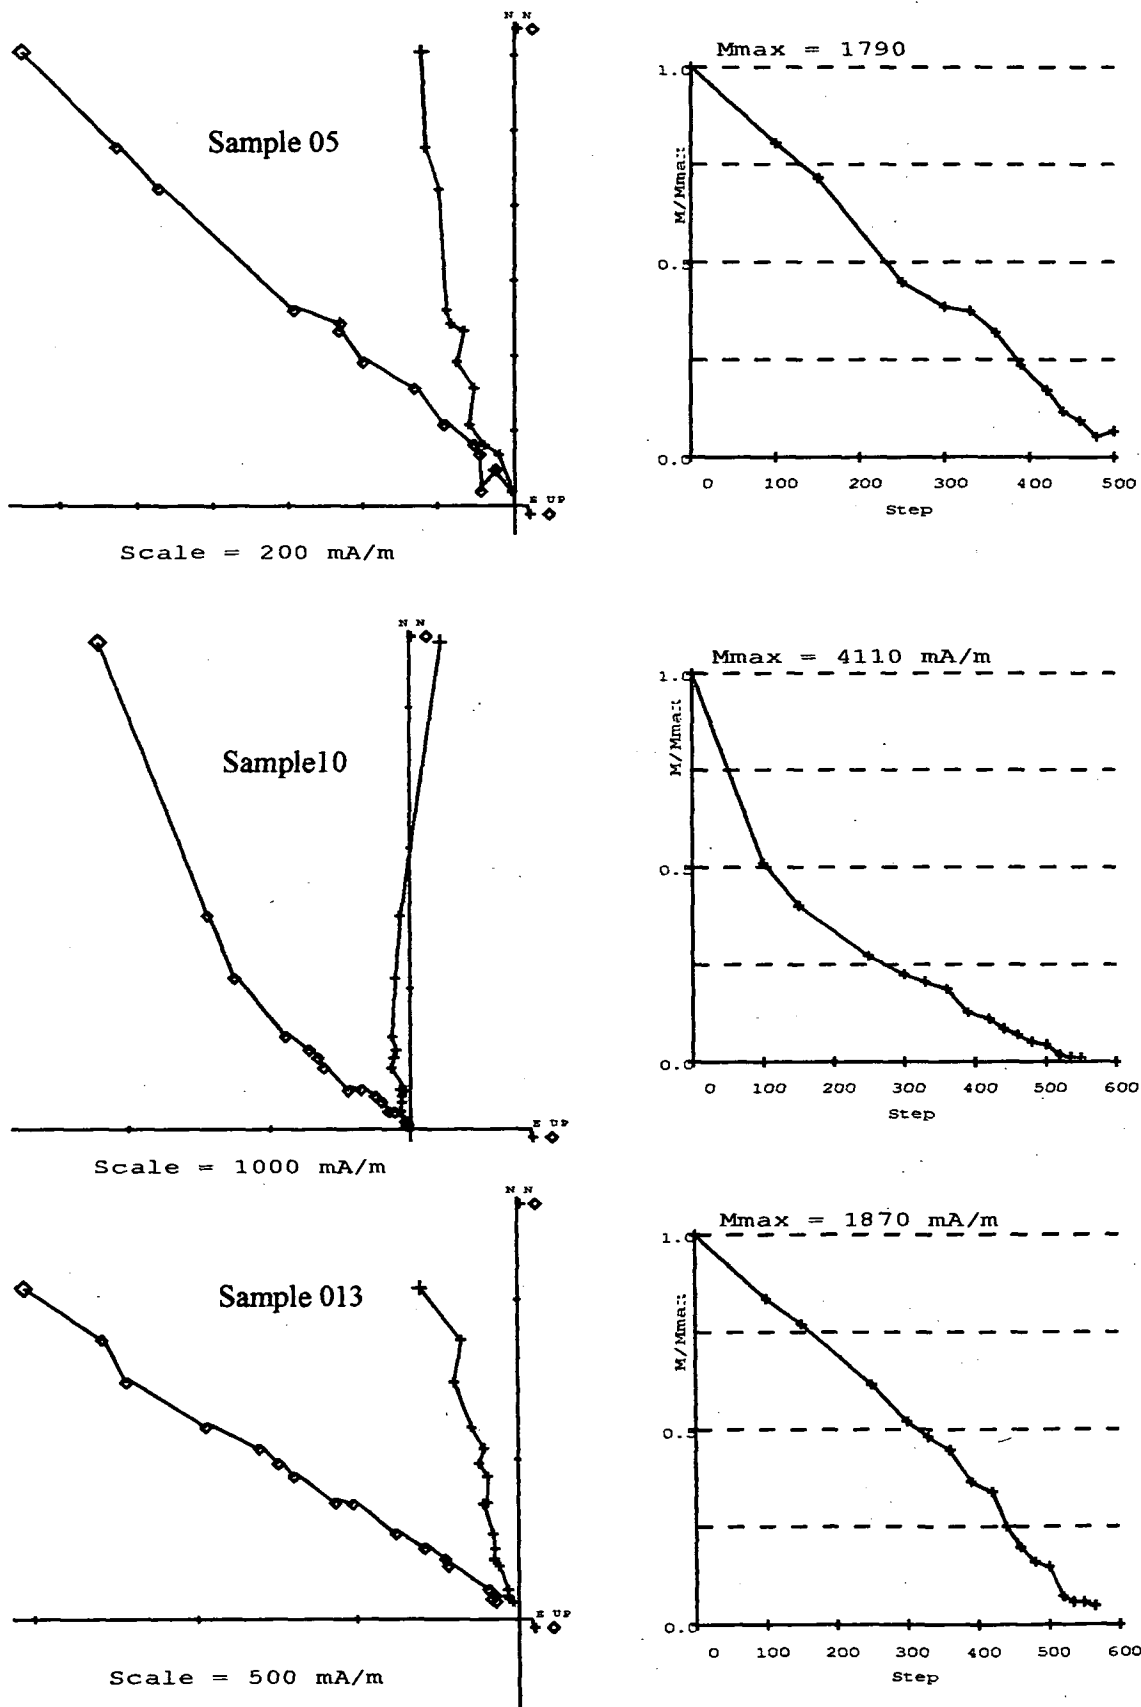 N N
Sample 05
E UP
Scale = 200 mA/m
Mmax = 1790
1.0
M/Mmax
0.5
0.0
0 100 200 300 400 500
Step
N N
Sample10
E UP
Scale = 1000 mA/m
Mmax = 4110 mA/m
1.0
M/Mmax
0.5
0.0
0 100 200 300 400 500 600
Step
N N
Sample 013
E UP
Scale = 500 mA/m
Mmax = 1870 mA/m
1.0
M/Mmax
0.5
0.0
0 100 200 300 400 500 600
Step